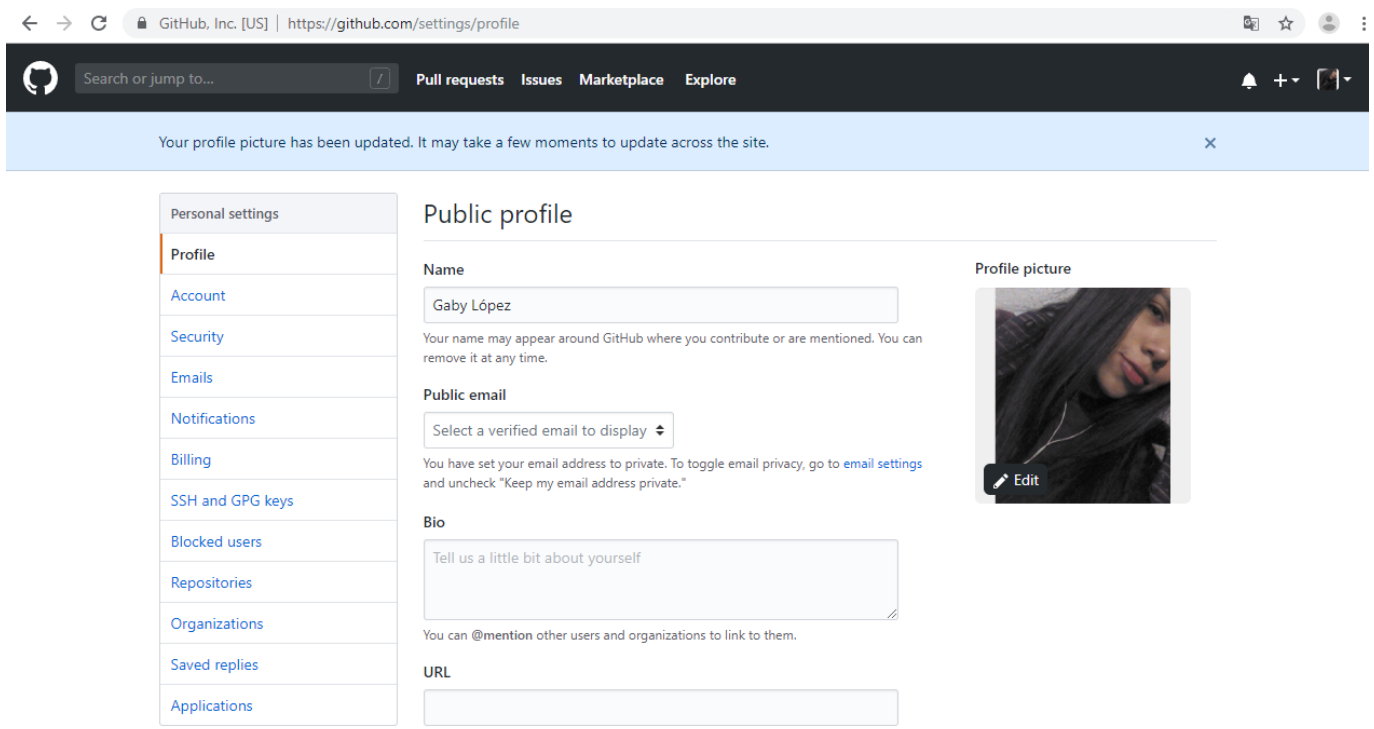 GitHub, Inc. [US] | https://github.com/settings/profile
Search or jump to... /
Pull requests Issues Marketplace Explore
Your profile picture has been updated. It may take a few moments to update across the site.
Personal settings
Profile
Account
Security
Emails
Notifications
Billing
SSH and GPG keys
Blocked users
Repositories
Organizations
Saved replies
Applications
Public profile
Name
Gaby López
Your name may appear around GitHub where you contribute or are mentioned. You can
remove it at any time.
Public email
Select a verified email to display
You have set your email address to private. To toggle email privacy, go to email settings
and uncheck "Keep my email address private."
Bio
Tell us a little bit about yourself
You can @mention other users and organizations to link to them.
URL
Profile picture
Edit